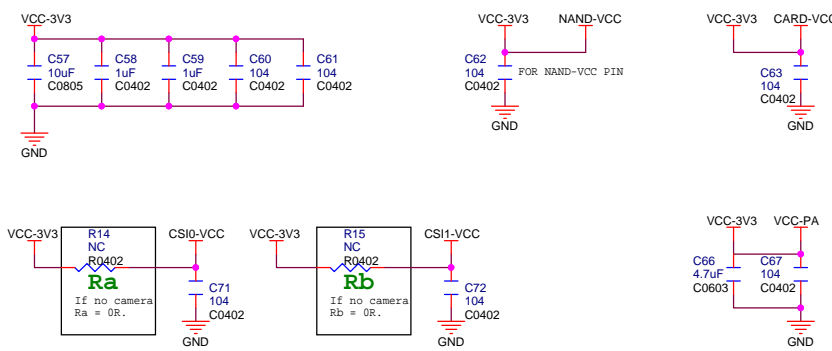 VCC-3V3
C57
10uF
C0805
C58
1uF
C0402
C59
1uF
C0402
C60
104
C0402
C61
104
C0402
GND
VCC-3V3 NAND-VCC
C62
104
C0402
FOR NAND-VCC PIN
GND
VCC-3V3 CARD-VCC
C63
104
C0402
GND
VCC-3V3
R14
NC
R0402
Ra
If no camera
Ra = 0R.
CSI0-VCC
C71
104
C0402
GND
VCC-3V3
R15
NC
R0402
Rb
If no camera
Rb = 0R.
CSI1-VCC
C72
104
C0402
GND
VCC-3V3 VCC-PA
C66
4.7uF
C0603
C67
104
C0402
GND